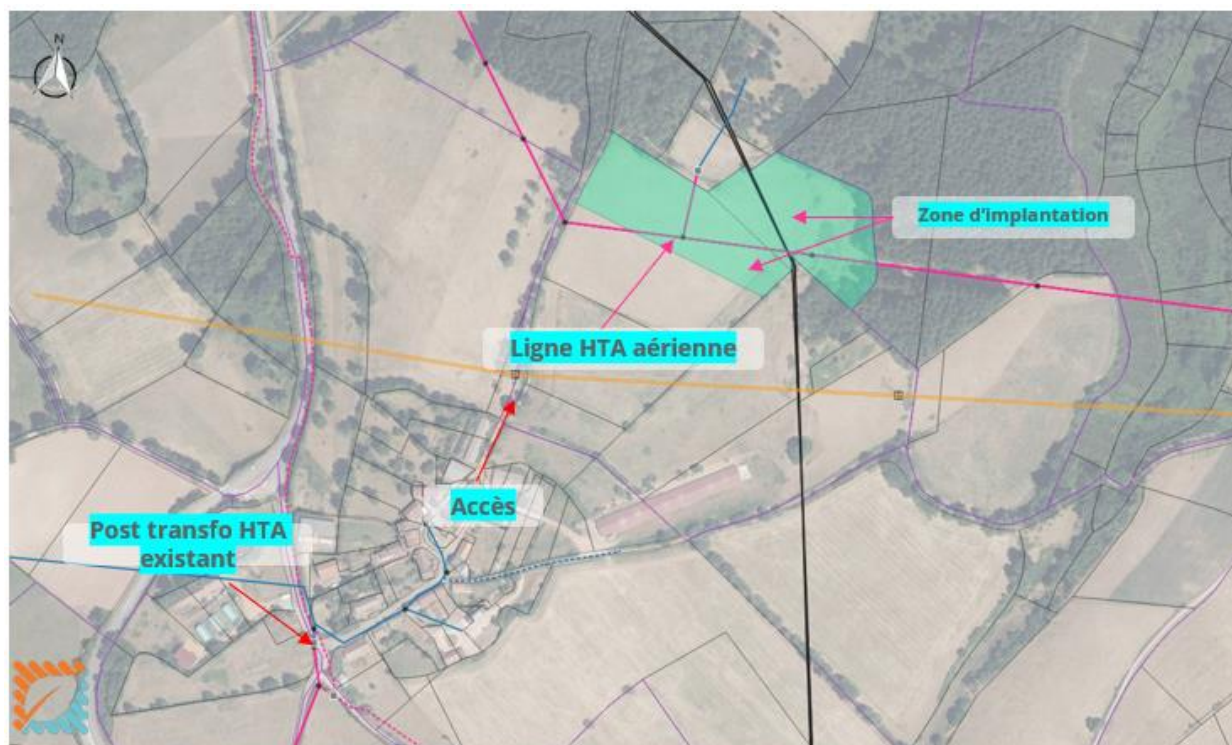 N
Zone d'implantation
Ligne HTA aérienne
Accès
Post transfo HTA
existant